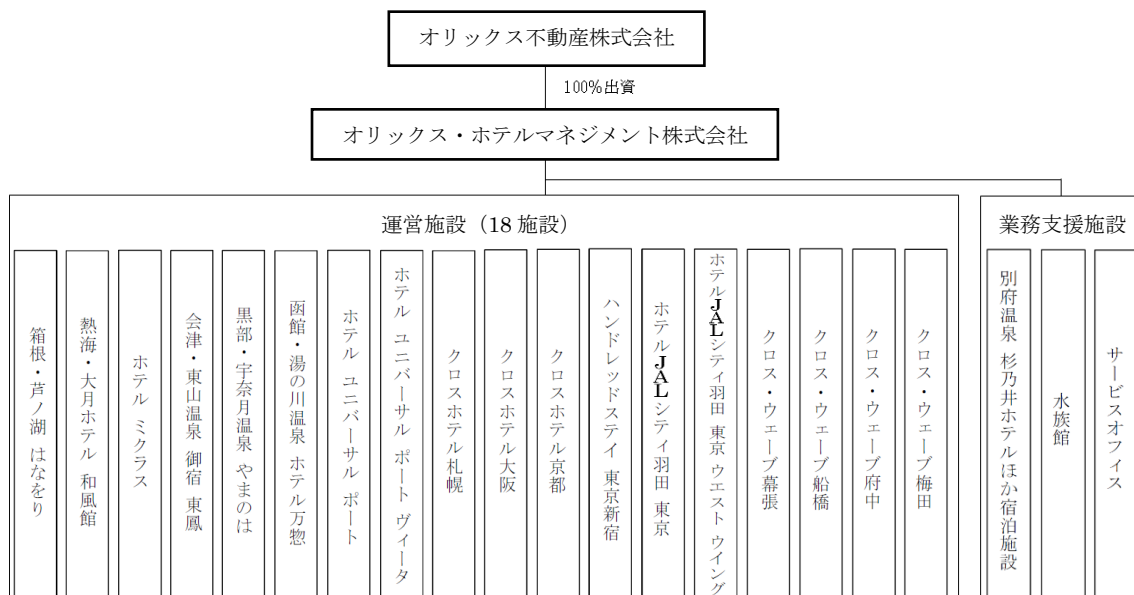 オリックス不動産株式会社
100%出資
オリックス・ホテルマネジメント株式会社
運営施設（18 施設）
箱根・芦ノ湖 はなをり
熱海・大月ホテル 和風館
ホテル ミクラス
会津・東山温泉 御宿 東鳳
黒部・宇奈月温泉 やまのは
函館・湯の川温泉 ホテル万惣
ホテル ユニバーサル ポート
ホテル ユニバーサル ポート ヴィータ
クロスホテル札幌
クロスホテル大阪
クロスホテル京都
ハンドレッドステイ 東京新宿
ホテルJALシティ羽田 東京
ホテルJALシティ羽田 東京 ウエスト ウイング
クロス・ウェーブ幕張
クロス・ウェーブ船橋
クロス・ウェーブ府中
クロス・ウェーブ梅田
業務支援施設
別府温泉 杉乃井ホテルほか宿泊施設
水族館
サービスオフィス